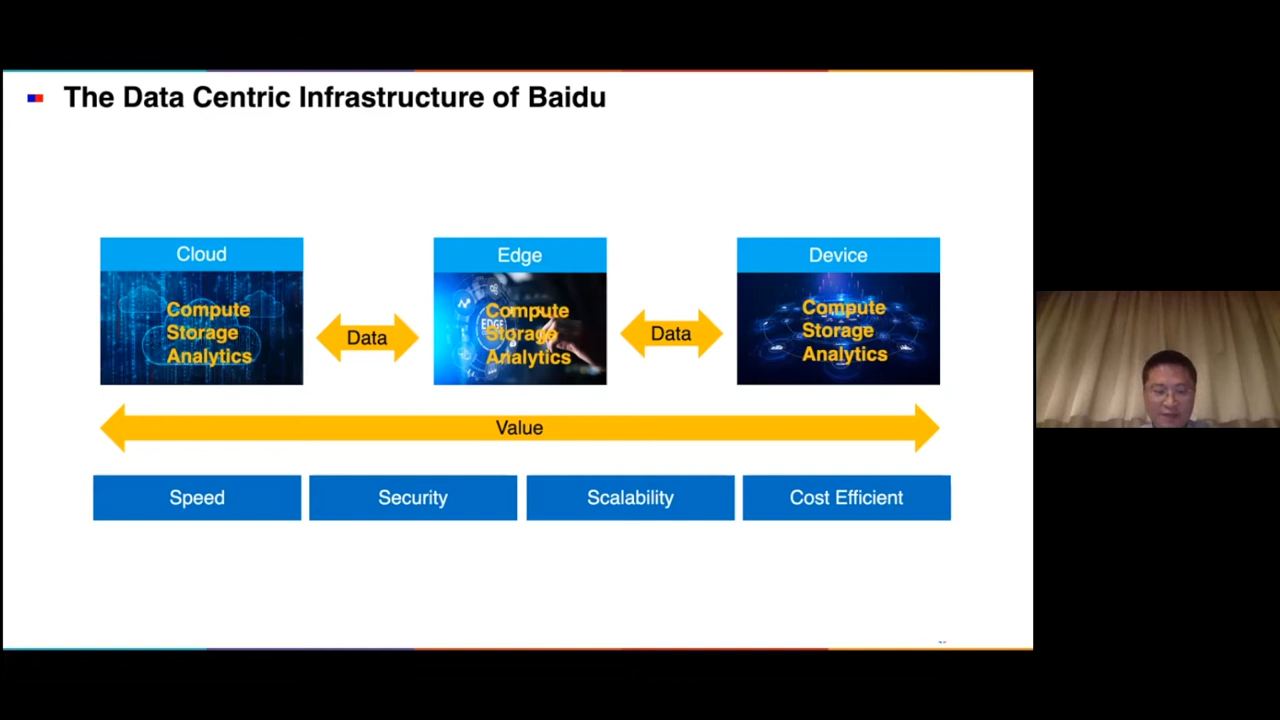 The Data Centric Infrastructure of Baidu
Cloud
Edge
Device
Compute
Storage
Analytics
Data
EDGE
Compute
Storage
Analytics
Data
Compute
Storage
Analytics
Value
Speed
Security
Scalability
Cost Efficient